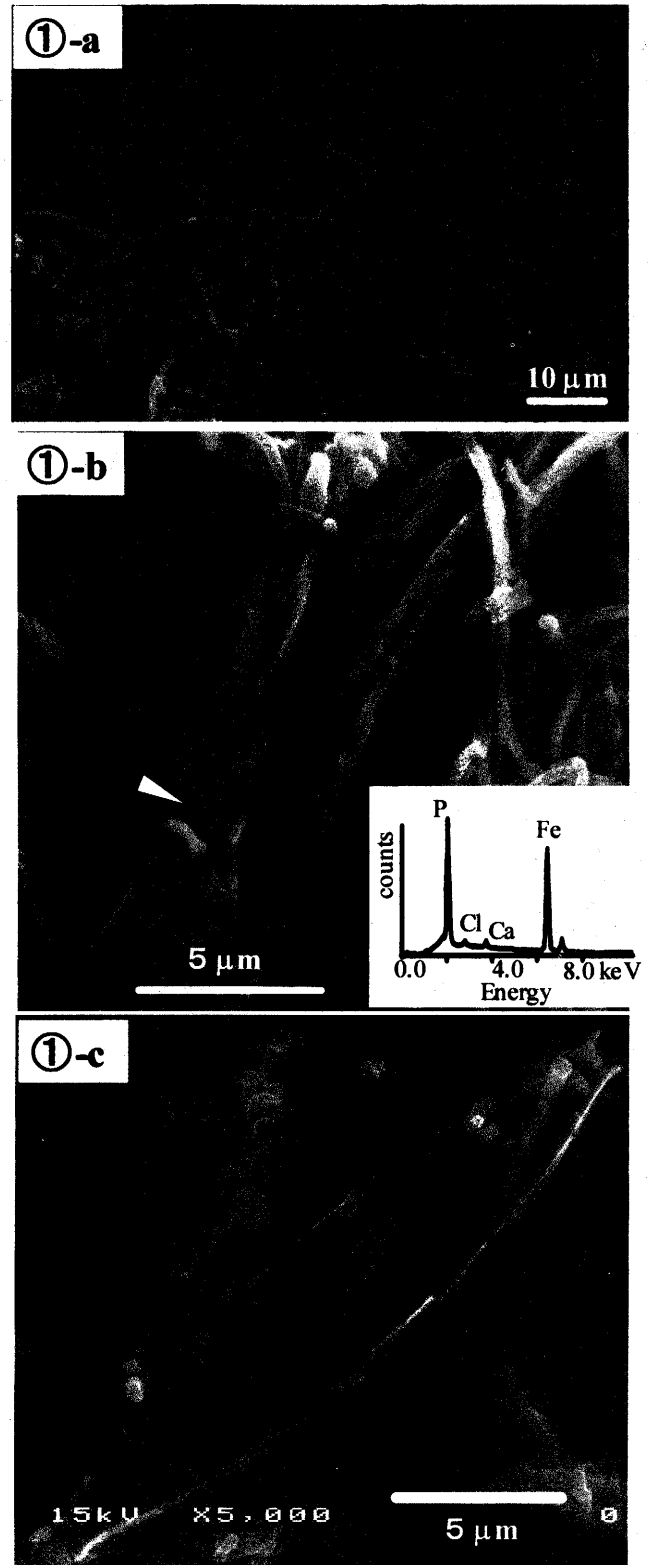 ①-a
10 μm
①-b
P
Fe
counts
Cl
Ca
0.0
4.0
8.0 keV
Energy
5 μm
①-c
15kV X5,000 0
5 μm